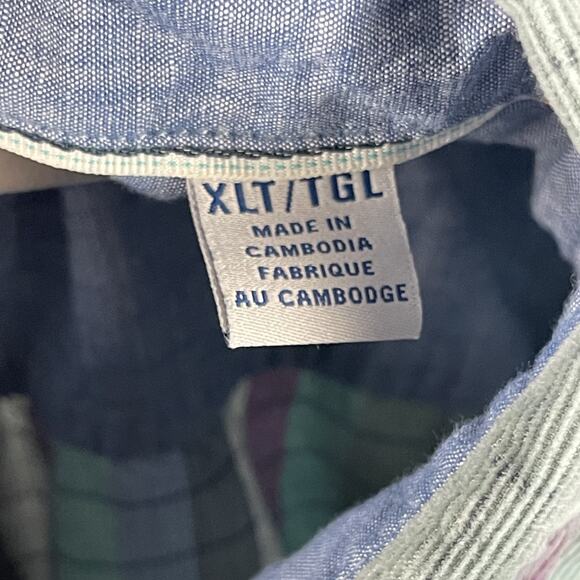 XLT/TGL
MADE IN
CAMBODIA
FABRIQUE
AU CAMBODGE